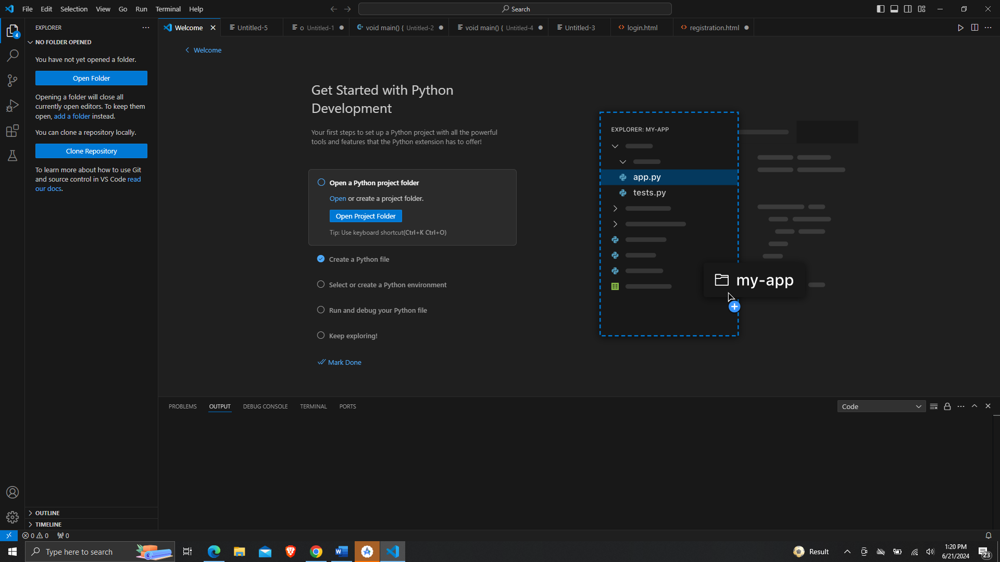 File Edit Selection View Go Run Terminal Help
Search
EXPLORER
Welcome
Untitled-5
o Untitled-1
void main() { Untitled-2
void main() { Untitled-4
Untitled-3
login.html
registration.html
NO FOLDER OPENED
You have not yet opened a folder.
Open Folder
Opening a folder will close all
currently open editors. To keep them
open, add a folder instead.
You can clone a repository locally.
Clone Repository
To learn more about how to use Git
and source control in VS Code read
our docs.
OUTLINE
TIMELINE
4
Welcome
Get Started with Python
Development
Your first steps to set up a Python project with all the powerful
tools and features that the Python extension has to offer!
Open a Python project folder
Open or create a project folder.
Open Project Folder
Tip: Use keyboard shortcut(Ctrl+K Ctrl+O)
Create a Python file
Select or create a Python environment
Run and debug your Python file
Keep exploring!
Mark Done
EXPLORER: MY-APP
app.py
tests.py
my-app
PROBLEMS OUTPUT DEBUG CONSOLE TERMINAL PORTS
Code
0 0 0
Type here to search
Result
1:20 PM
6/21/2024
23